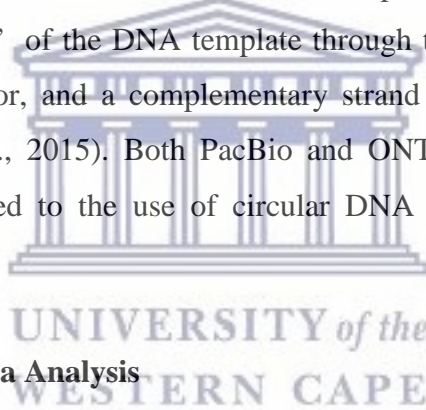 ’ of the DNA template through t
or, and a complementary strand
., 2015). Both PacBio and ONT
ed to the use of circular DNA
UNIVERSITY of the
a Analysis
WESTERN CAPE